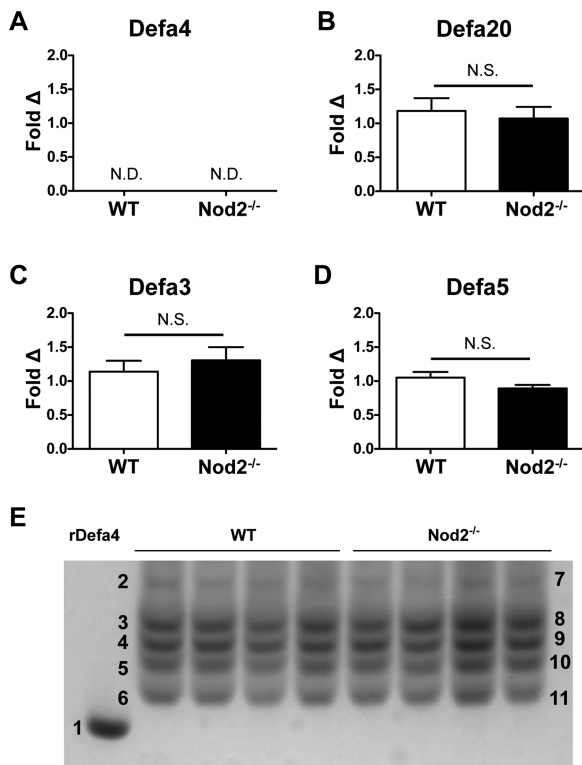 A
Defa4
Fold Δ
2.0
1.5
1.0
0.5
0.0
N.D.
N.D.
WT
Nod2-/-
B
Defa20
Fold Δ
2.0
1.5
1.0
0.5
0.0
N.S.
WT
Nod2-/-
C
Defa3
Fold Δ
2.0
1.5
1.0
0.5
0.0
N.S.
WT
Nod2-/-
D
Defa5
Fold Δ
2.0
1.5
1.0
0.5
0.0
N.S.
WT
Nod2-/-
E
rDefa4
WT
Nod2-/-
2
3
4
5
6
1
7
8
9
10
11